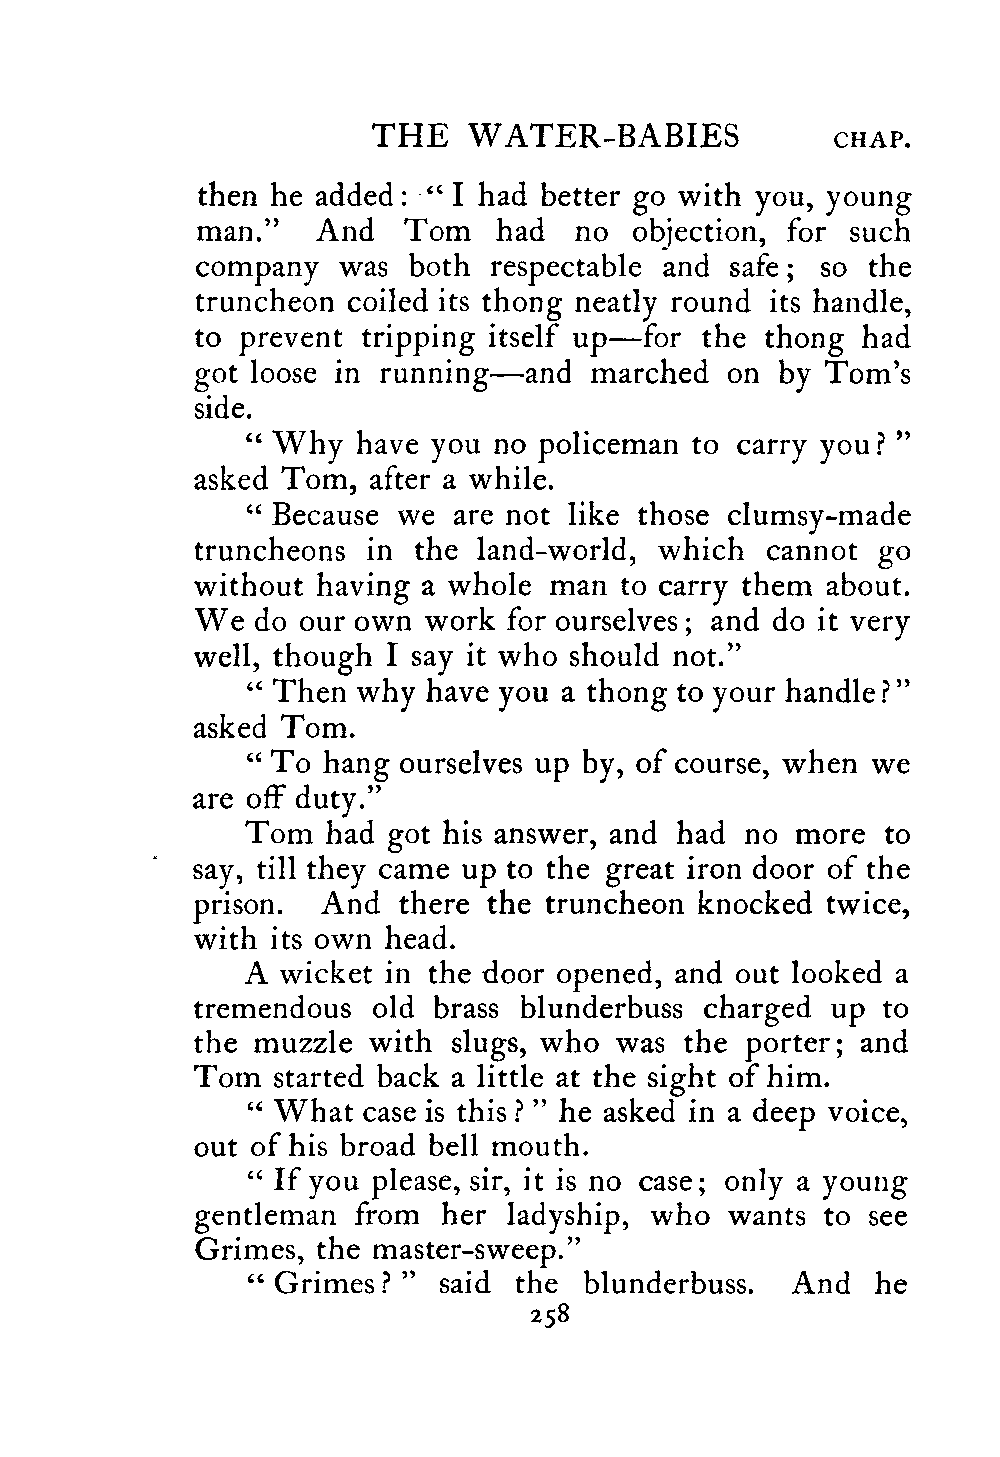 THE WATER-BABIES CHAP.
then he added: “I had better go with you, young
man.” And Tom had no objection, for such
company was both respectable and safe; so the
truncheon coiled its thong neatly round its handle,
to prevent tripping itself up—for the thong had
got loose in running—and marched on by Tom's
side.
“Why have you no policeman to carry you?”
asked Tom, after a while.
“Because we are not like those clumsy-made
truncheons in the land-world, which cannot go
without having a whole man to carry them about.
We do our own work for ourselves; and do it very
well, though I say it who should not.”
“Then why have you a thong to your handle?”
asked Tom.
“To hang ourselves up by, of course, when we
are off duty.”
Tom had got his answer, and had no more to
say, till they came up to the great iron door of the
prison. And there the truncheon knocked twice,
with its own head.
A wicket in the door opened, and out looked a
tremendous old brass blunderbuss charged up to
the muzzle with slugs, who was the porter; and
Tom started back a little at the sight of him.
“What case is this?” he asked in a deep voice,
out of his broad bell mouth.
“If you please, sir, it is no case; only a young
gentleman from her ladyship, who wants to see
Grimes, the master-sweep.”
“Grimes?” said the blunderbuss. And he
258